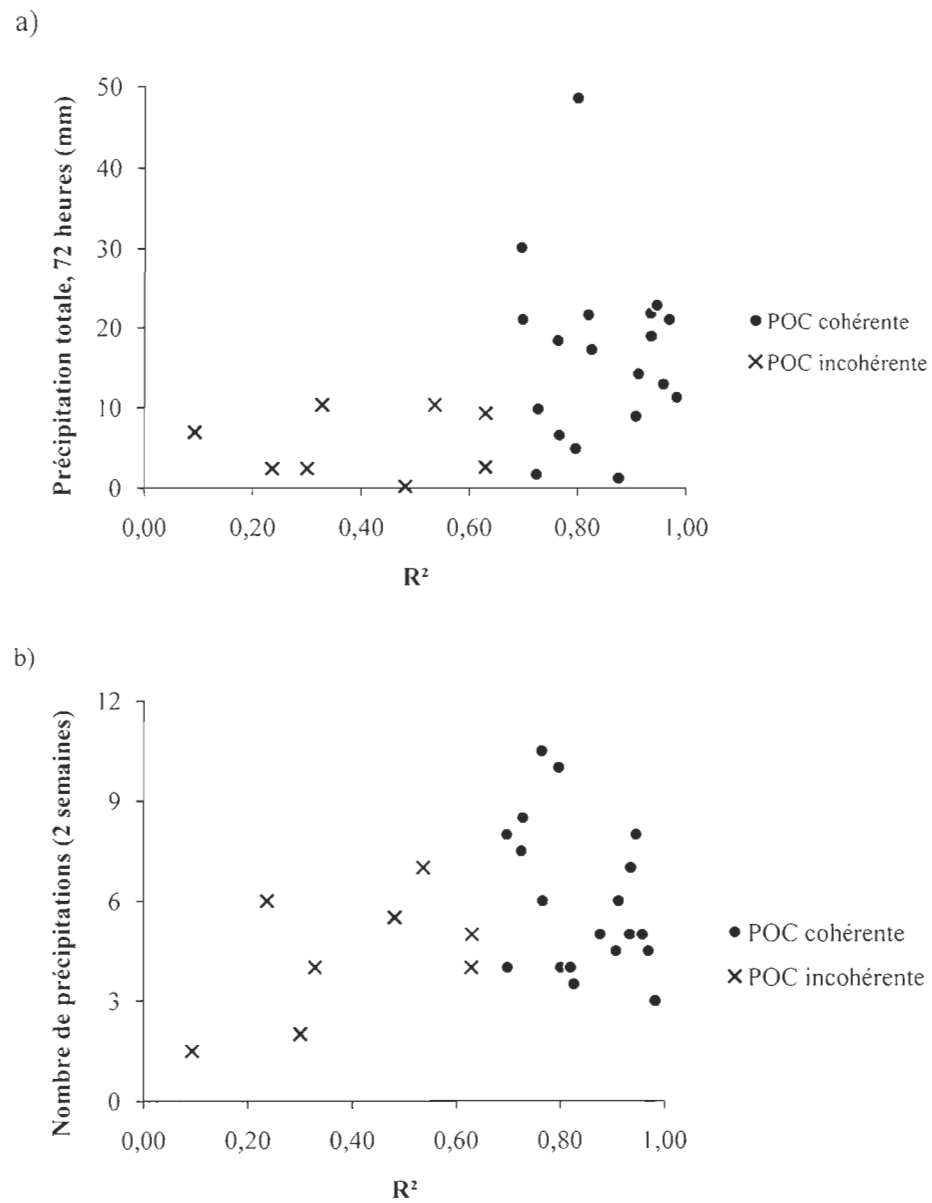 a)
Précipitation totale, 72 heures (mm)
50
40
30
20
10
0
0,00 0,20 0,40 0,60 0,80 1,00
R²
● POC cohérente
× POC incohérente
b)
Nombre de précipitations (2 semaines)
12
9
6
3
0
0,00 0,20 0,40 0,60 0,80 1,00
R²
● POC cohérente
× POC incohérente